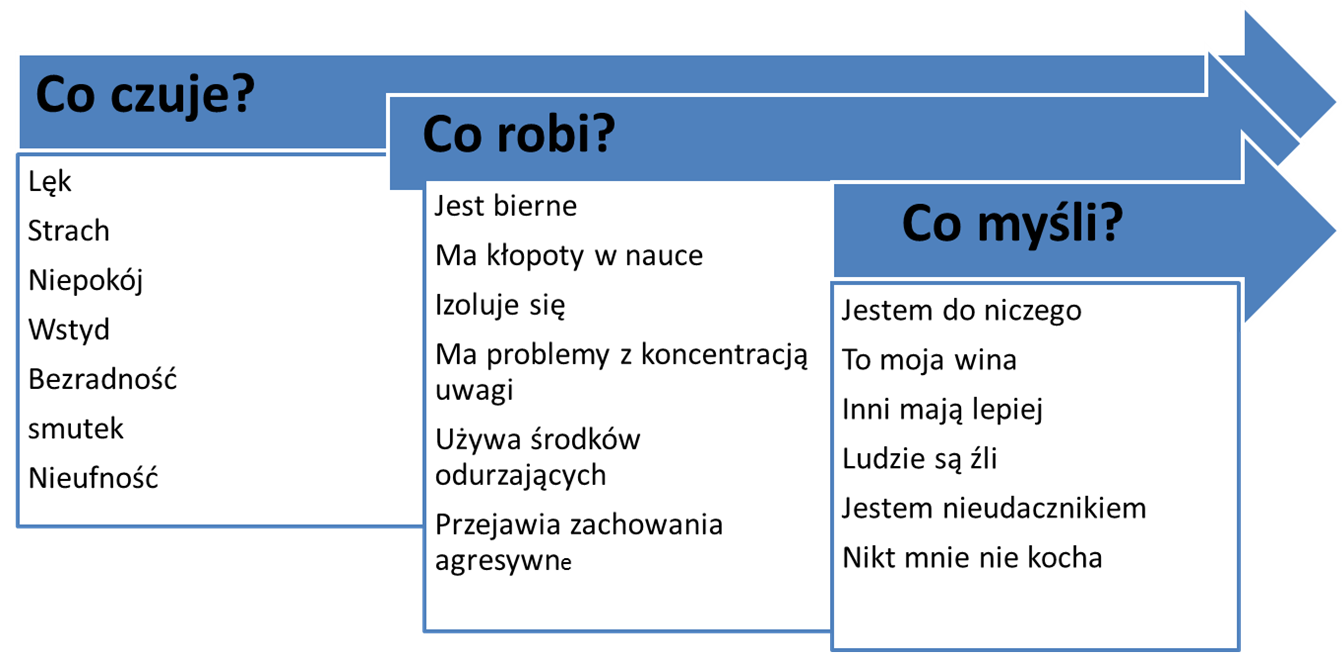 Co czuje?
Lęk
Strach
Niepokój
Wstyd
Bezradność
smutek
Nieufność
Co robi?
Jest bierne
Ma kłopoty w nauce
Izoluje się
Ma problemy z koncentracją
uwagi
Używa środków
odurzających
Przejawia zachowania
agresywne
Co myśli?
Jestem do niczego
To moja wina
Inni mają lepiej
Ludzie są źli
Jestem nieudacznikiem
Nikt mnie nie kocha